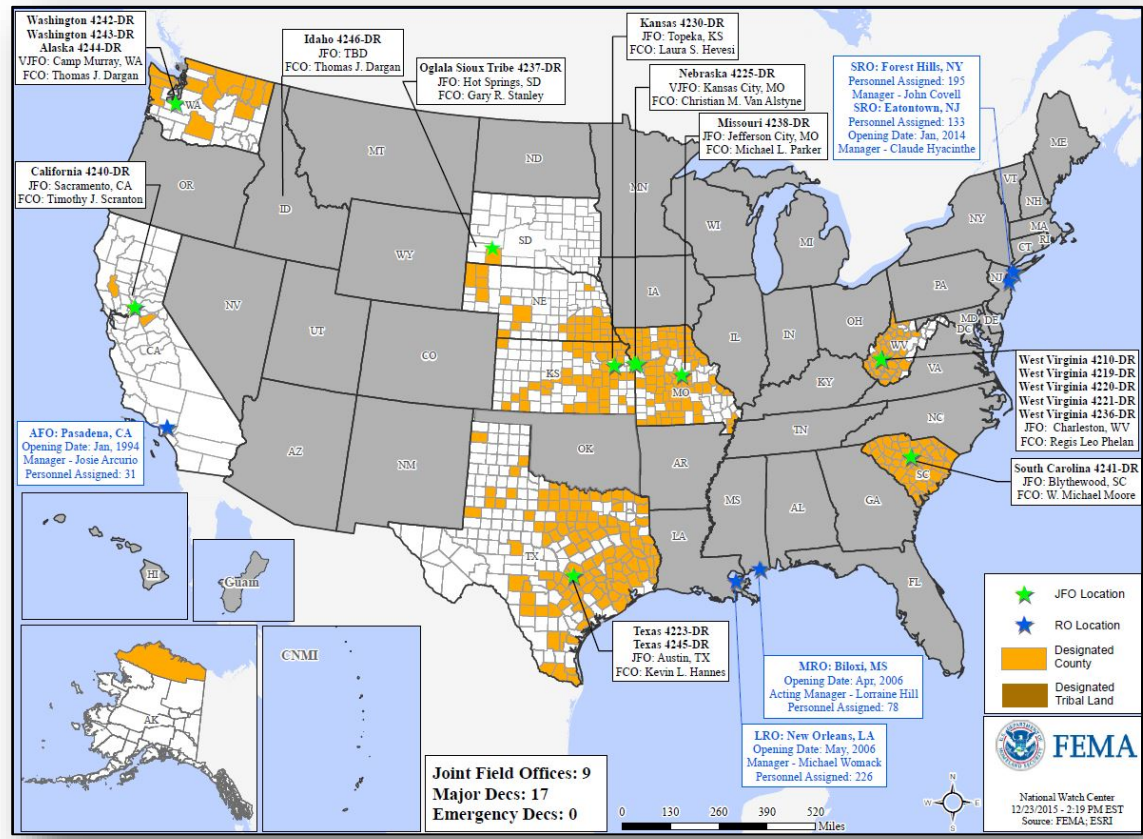 Washington 4242-DR
Washington 4243-DR
Alaska 4244-DR
VJFO: Camp Murray, WA
FCO: Thomas J. Dargan
Idaho 4246-DR
JFO: TBD
FCO: Thomas J. Dargan
Oglala Sioux Tribe 4237-DR
JFO: Hot Springs, SD
FCO: Gary R. Stanley
Kansas 4230-DR
JFO: Topeka, KS
FCO: Laura S. Hevesi
Nebraska 4225-DR
VJFO: Kansas City, MO
FCO: Christian M. Van Alstyne
Missouri 4238-DR
JFO: Jefferson City, MO
FCO: Michael L. Parker
SRO: Forest Hills, NY
Personnel Assigned: 195
Manager - John Covell
SRO: Eatontown, NJ
Personnel Assigned: 133
Opening Date: Jan, 2014
Manager - Claude Hyacinthe
California 4240-DR
JFO: Sacramento, CA
FCO: Timothy J. Scranton
WA
OR
ID
MT
ND
MN
WI
MI
ME
VT
NH
NY
MA
RI
CT
SD
WY
NE
IA
PA
NJ
NV
UT
CO
CA
KS
MO
IL
IN
OH
WV
MD
DC
DE
VA
KY
AZ
NM
OK
AR
TN
NC
SC
TX
LA
MS
AL
GA
FL
West Virginia 4210-DR
West Virginia 4219-DR
West Virginia 4220-DR
West Virginia 4221-DR
West Virginia 4236-DR
JFO: Charleston, WV
FCO: Regis Leo Phelan
South Carolina 4241-DR
JFO: Blythewood, SC
FCO: W. Michael Moore
AFO: Pasadena, CA
Opening Date: Jan, 1994
Manager - Josie Arcurio
Personnel Assigned: 31
HI
Guam
AK
CNMI
Texas 4223-DR
Texas 4245-DR
JFO: Austin, TX
FCO: Kevin L. Hannes
MRO: Biloxi, MS
Opening Date: Apr, 2006
Acting Manager - Lorraine Hill
Personnel Assigned: 78
LRO: New Orleans, LA
Opening Date: May, 2006
Manager - Michael Womack
Personnel Assigned: 226
JFO Location
RO Location
Designated
County
Designated
Tribal Land
Joint Field Offices: 9
Major Decs: 17
Emergency Decs: 0
0 130 260 390 520
Miles
N
W E
S
FEMA
National Watch Center
12/23/2015 - 2:19 PM EST
Source: FEMA; ESRI